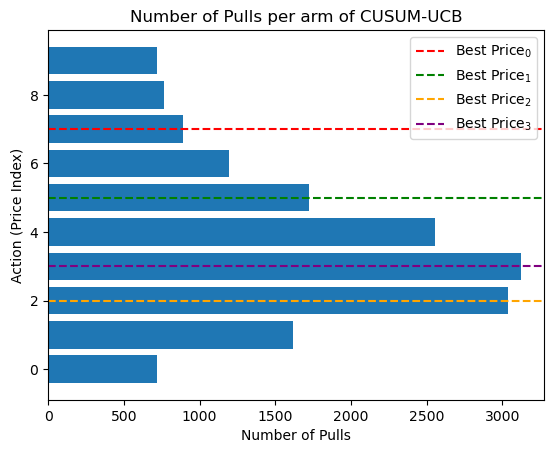 Number of Pulls per arm of CUSUM-UCB
Best Price₀
Best Price₁
Best Price₂
Best Price₃
Action (Price Index)
8
6
4
2
0
0 500 1000 1500 2000 2500 3000
Number of Pulls